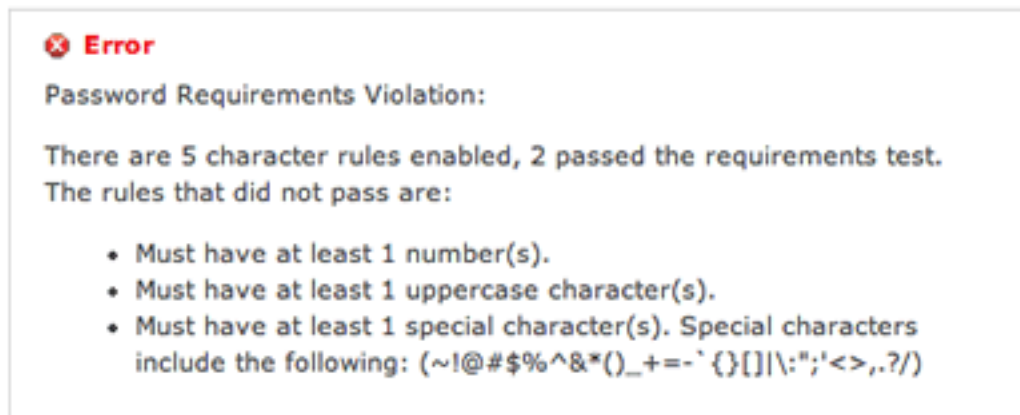 Error
Password Requirements Violation:
There are 5 character rules enabled, 2 passed the requirements test.
The rules that did not pass are:
• Must have at least 1 number(s).
• Must have at least 1 uppercase character(s).
• Must have at least 1 special character(s). Special characters
include the following: (~!@#$%^&*()_+=-`{}[]|\:";'<>,.?/)